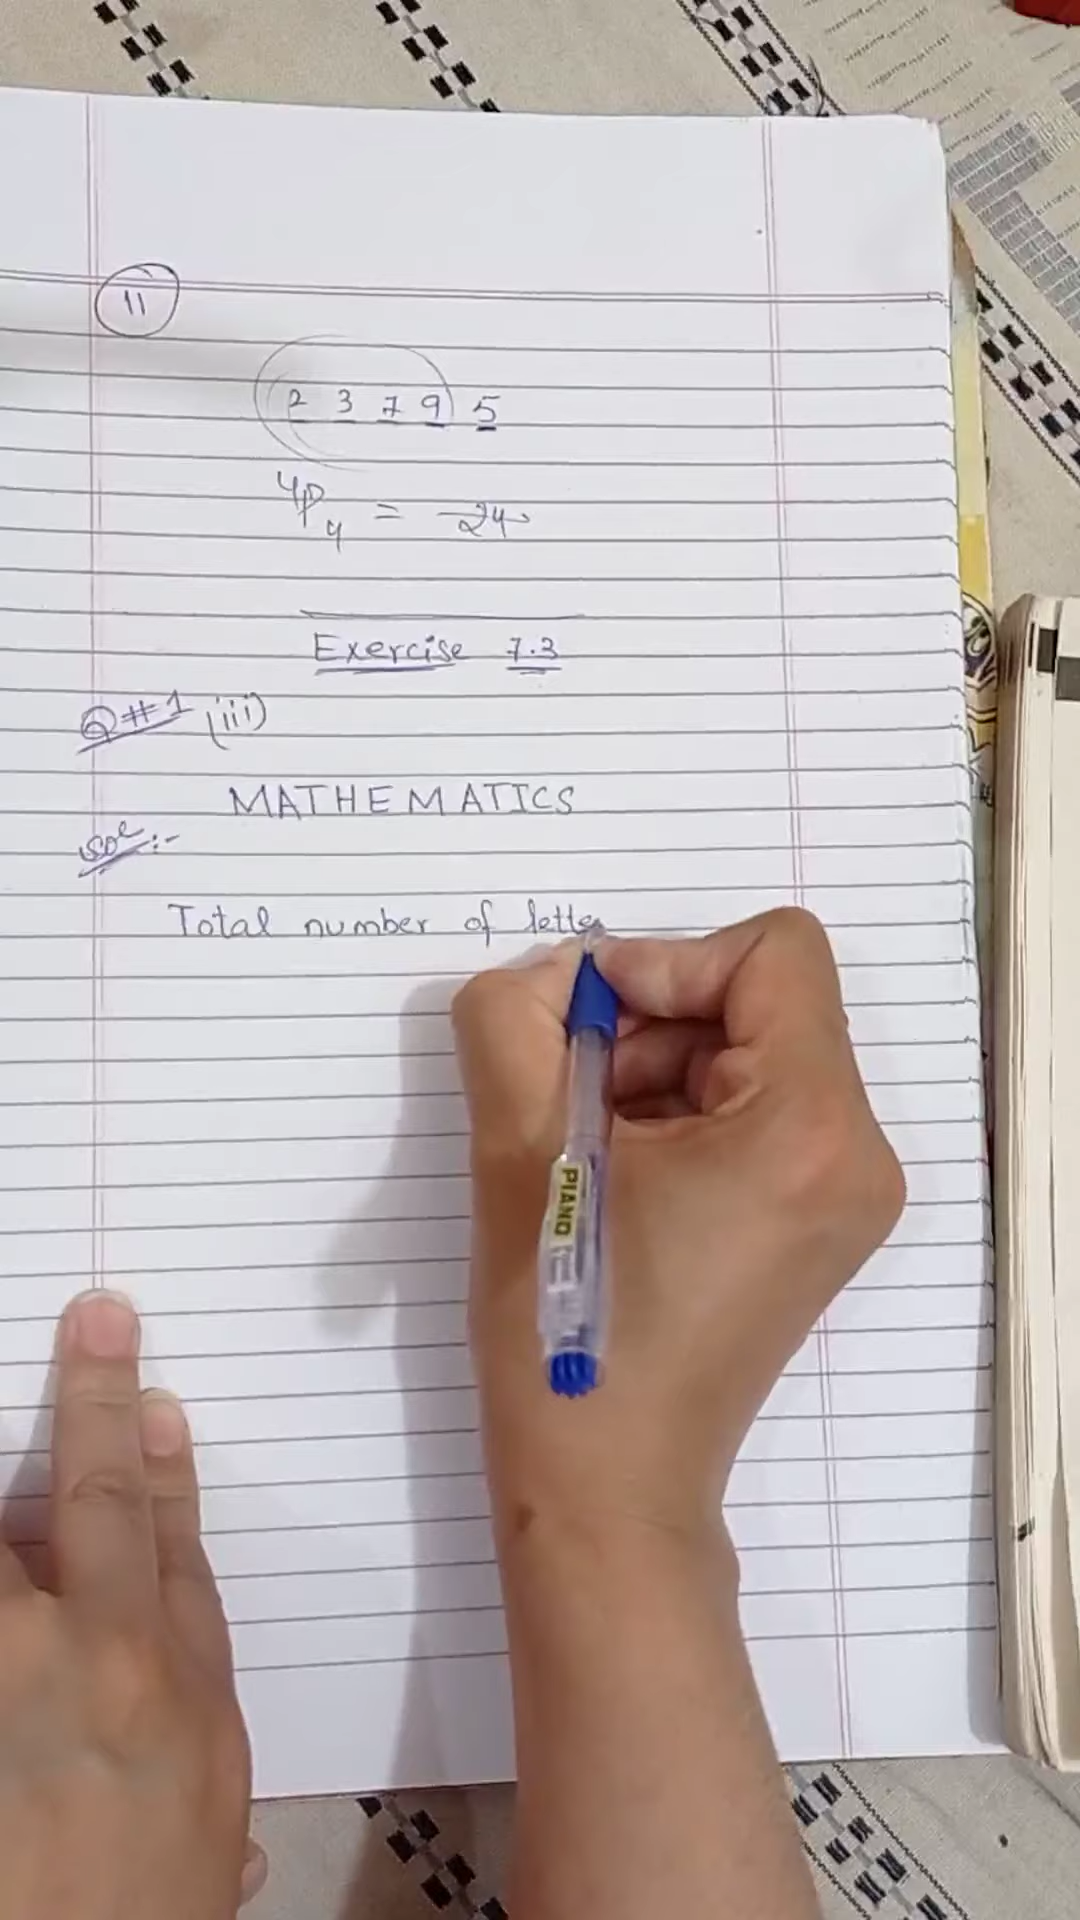 11
2 3 7 9 5
4P4 = 24
Exercise 7.3
Q#1 (iii)
MATHEMATICS
Sol:-
Total number of lette
PIANO